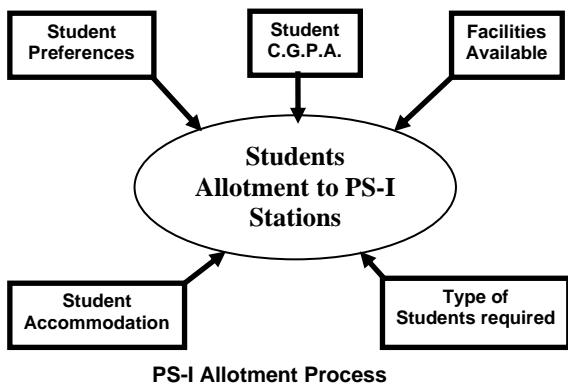 Student
Preferences
Student
C.G.P.A.
Facilities
Available
Students
Allotment to PS-I
Stations
Student
Accommodation
Type of
Students required
PS-I Allotment Process